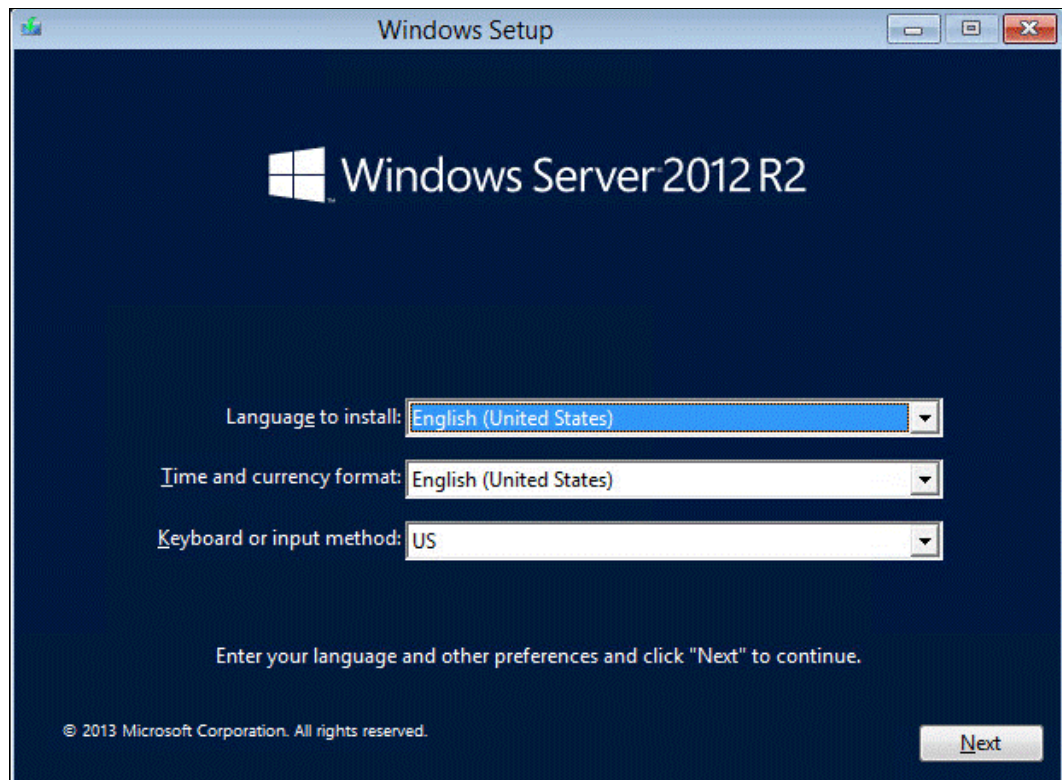 Windows Setup
Windows Server 2012 R2
Language to install: English (United States)
Time and currency format: English (United States)
Keyboard or input method: US
Enter your language and other preferences and click "Next" to continue.
© 2013 Microsoft Corporation. All rights reserved.
Next